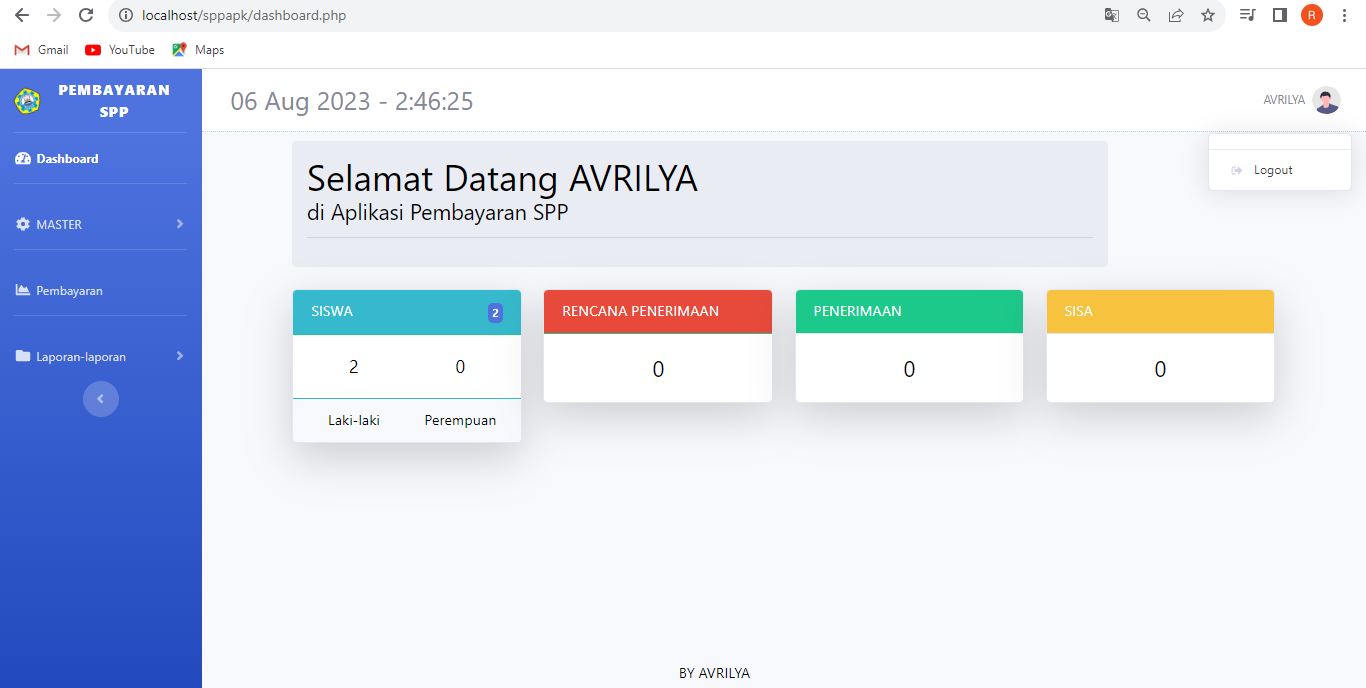 localhost/sppapk/dashboard.php
R
Gmail
YouTube
Maps
PEMBAYARAN
SPP
Dashboard
MASTER
Pembayaran
Laporan-laporan
06 Aug 2023 - 2:46:25
AVRILYA
Logout
Selamat Datang AVRILYA
di Aplikasi Pembayaran SPP
SISWA 2
2 0
Laki-laki Perempuan
RENCANA PENERIMAAN
0
PENERIMAAN
0
SISA
0
BY AVRILYA